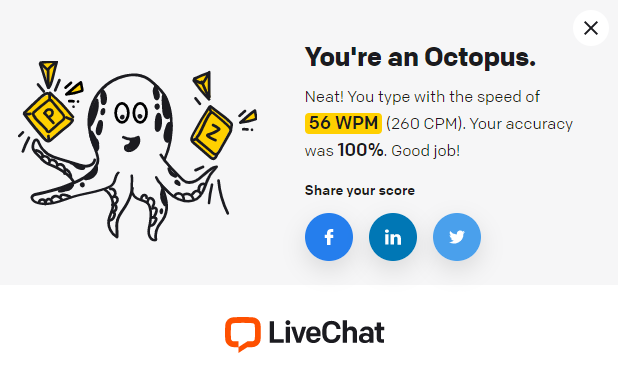 You're an Octopus.
Neat! You type with the speed of
56 WPM (260 CPM). Your accuracy
was 100%. Good job!
Share your score
P
Z
f
in
LiveChat